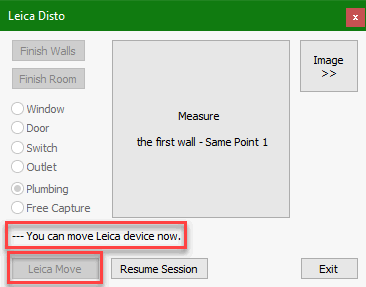 Leica Disto
x
Finish Walls
Finish Room
Window
Door
Switch
Outlet
Plumbing
Free Capture
Measure
the first wall - Same Point 1
Image
>>
--- You can move Leica device now.
Leica Move
Resume Session
Exit